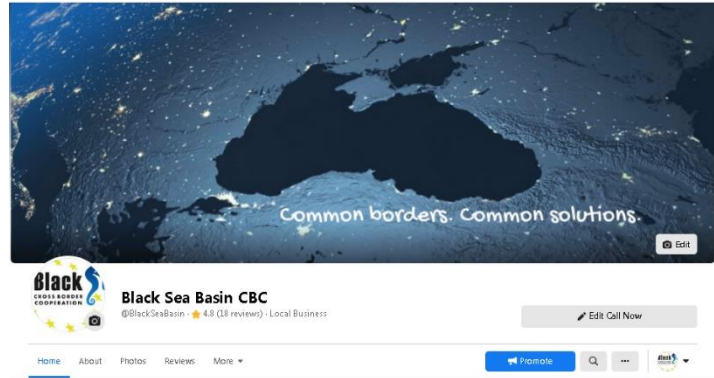 Common borders. Common solutions.
Edit
Black
CROSS BORDER
COOPERATION
Black Sea Basin CBC
@BlackSeaBasin · 4.8 (18 reviews) · Local Business
Edit Call Now
Home About Photos Reviews More
Promote
Black